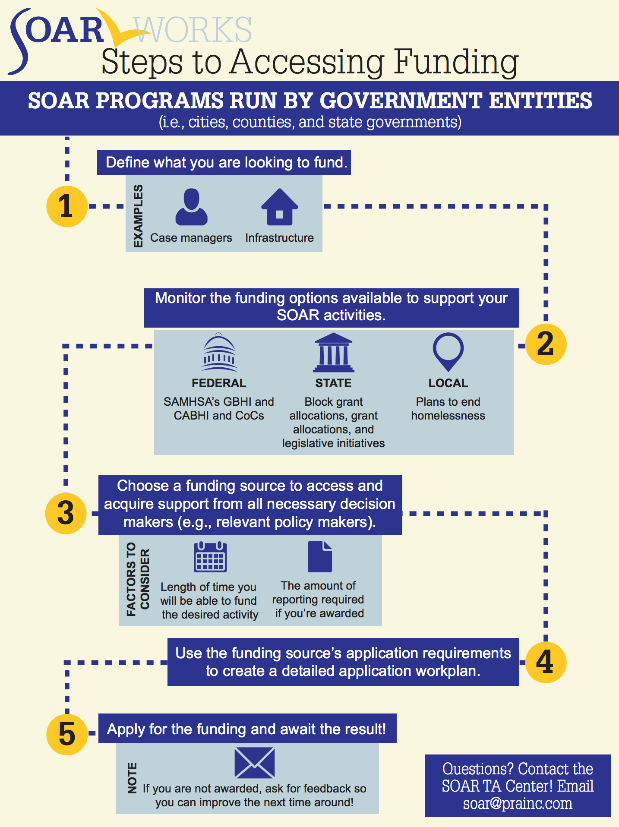 SOAR WORKS
Steps to Accessing Funding
SOAR PROGRAMS RUN BY GOVERNMENT ENTITIES
(i.e., cities, counties, and state governments)
1
Define what you are looking to fund.
EXAMPLES
Case managers
Infrastructure
2
Monitor the funding options available to support your
SOAR activities.
FEDERAL
SAMHSA's GBHI and
CABHI and CoCs
STATE
Block grant
allocations, grant
allocations, and
legislative initiatives
LOCAL
Plans to end
homelessness
3
Choose a funding source to access and
acquire support from all necessary decision
makers (e.g., relevant policy makers).
FACTORS TO
CONSIDER
Length of time you
will be able to fund
the desired activity
The amount of
reporting required
if you're awarded
4
Use the funding source's application requirements
to create a detailed application workplan.
5
Apply for the funding and await the result!
NOTE
If you are not awarded, ask for feedback so
you can improve the next time around!
Questions? Contact the
SOAR TA Center! Email
soar@prainc.com